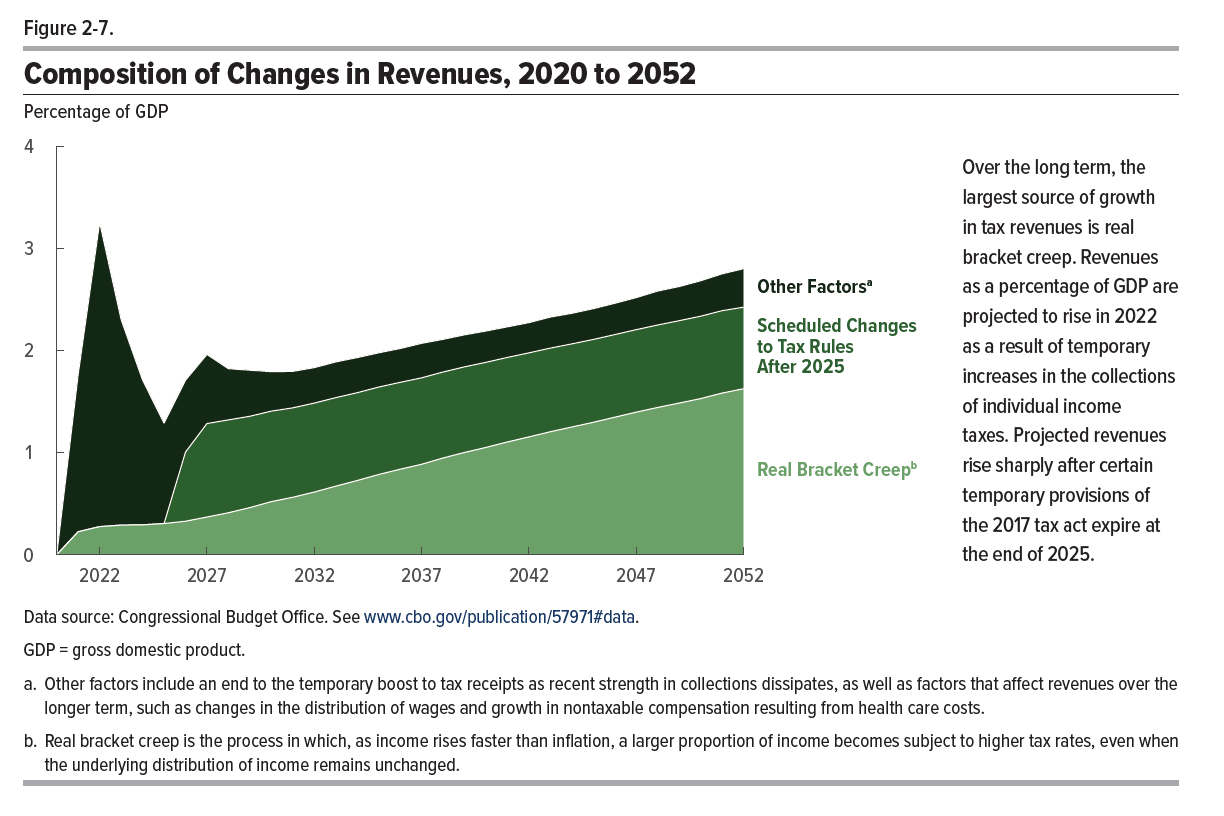 Figure 2-7.
Composition of Changes in Revenues, 2020 to 2052
Percentage of GDP
4
3
2
1
0
2022 2027 2032 2037 2042 2047 2052
Other Factorsa
Scheduled Changes
to Tax Rules
After 2025
Real Bracket Creepb
Over the long term, the
largest source of growth
in tax revenues is real
bracket creep. Revenues
as a percentage of GDP are
projected to rise in 2022
as a result of temporary
increases in the collections
of individual income
taxes. Projected revenues
rise sharply after certain
temporary provisions of
the 2017 tax act expire at
the end of 2025.
Data source: Congressional Budget Office. See www.cbo.gov/publication/57971#data.
GDP = gross domestic product.
a. Other factors include an end to the temporary boost to tax receipts as recent strength in collections dissipates, as well as factors that affect revenues over the
longer term, such as changes in the distribution of wages and growth in nontaxable compensation resulting from health care costs.
b. Real bracket creep is the process in which, as income rises faster than inflation, a larger proportion of income becomes subject to higher tax rates, even when
the underlying distribution of income remains unchanged.